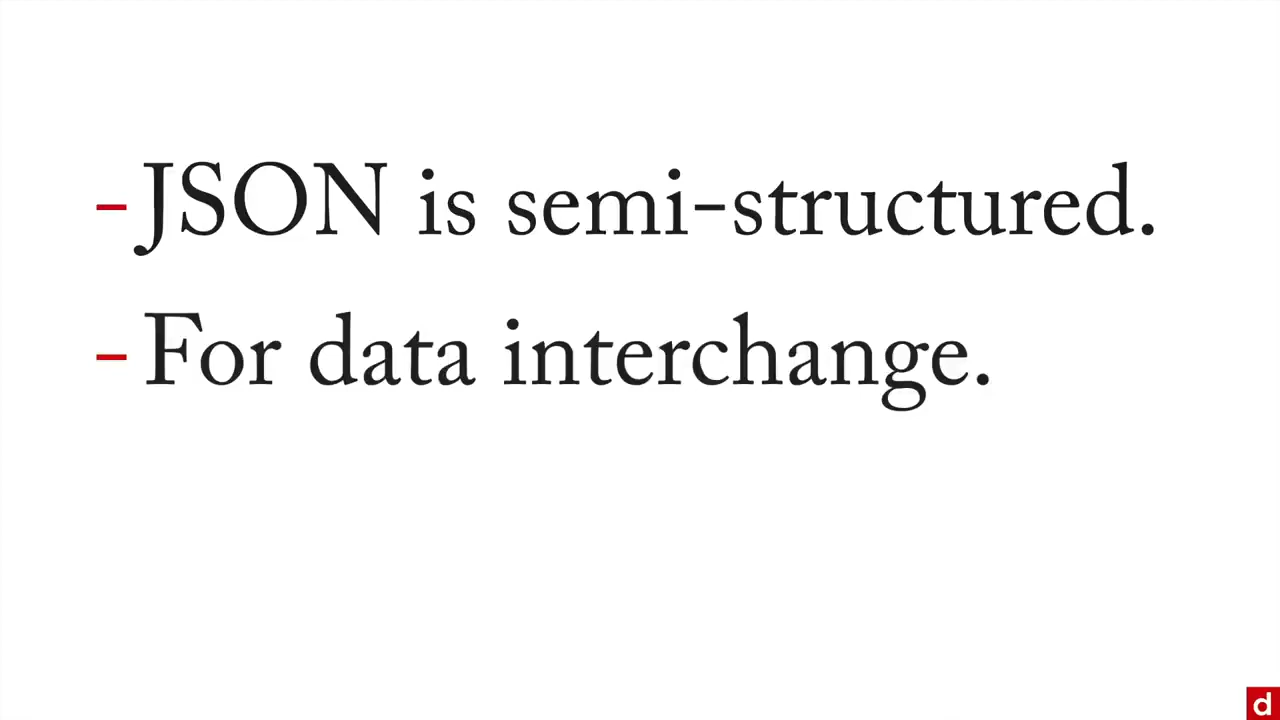 -JSON is semi-structured.
-For data interchange.
d